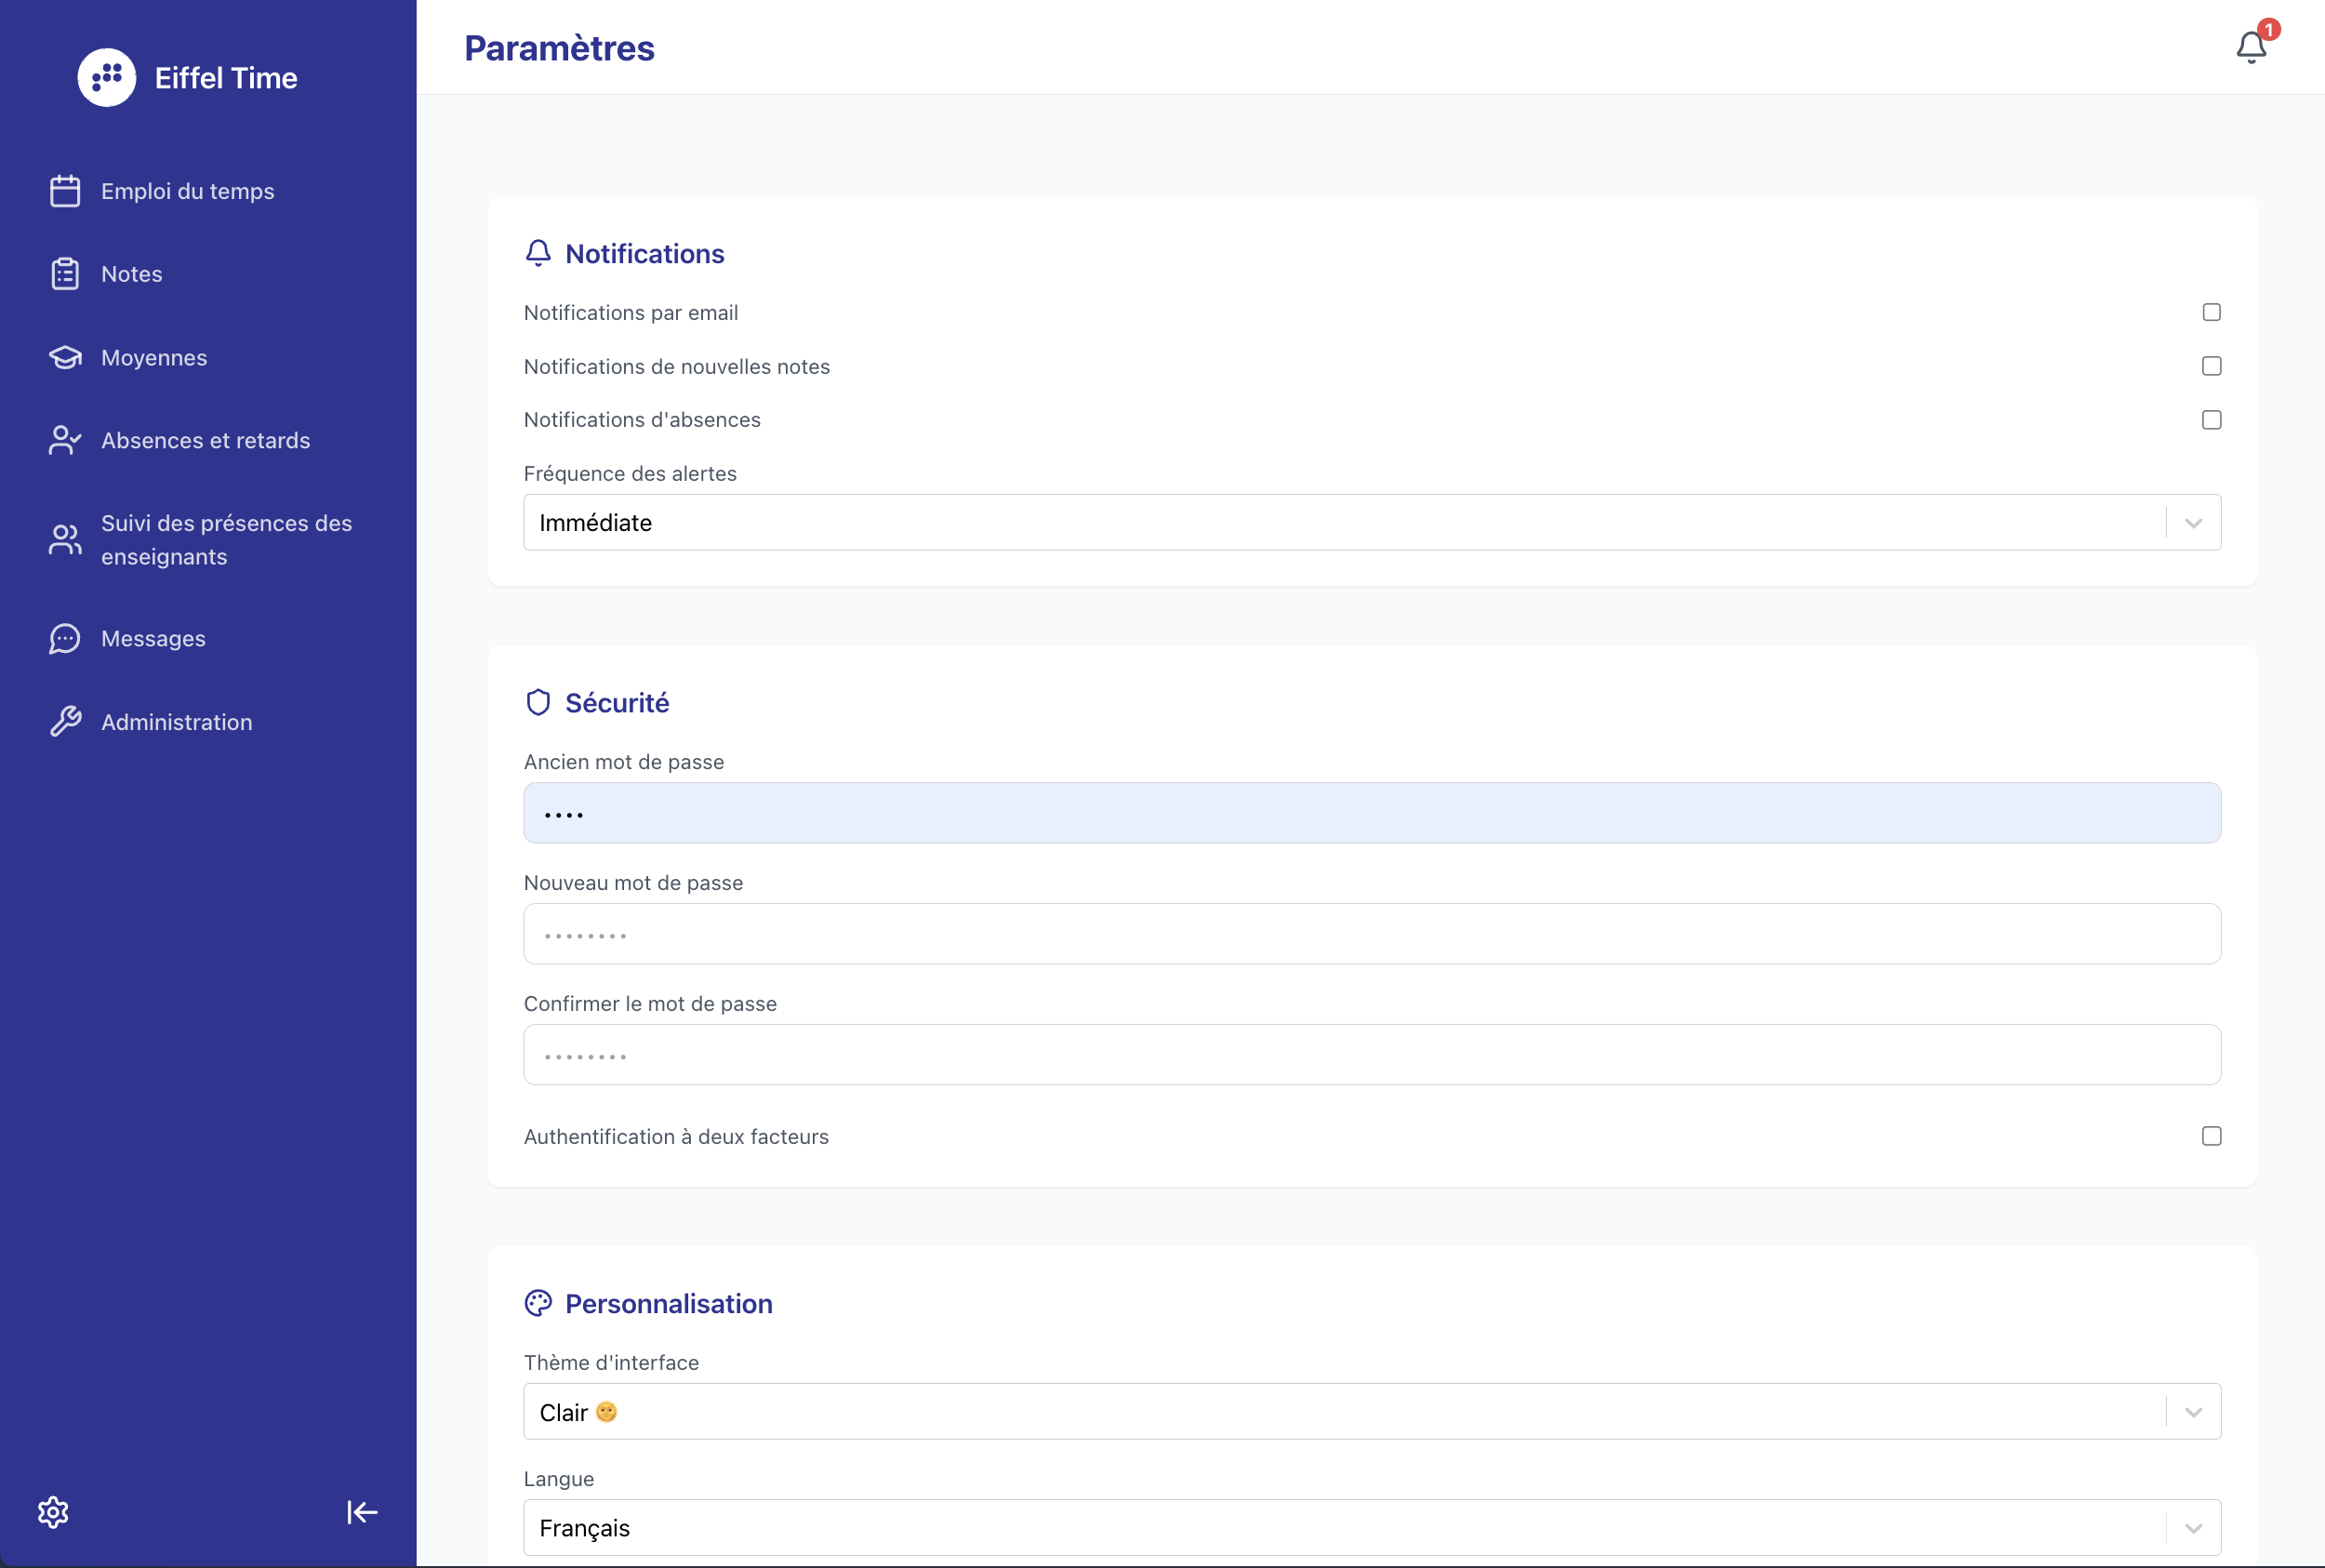 Eiffel Time
Emploi du temps
Notes
Moyennes
Absences et retards
Suivi des présences des
enseignants
Messages
Administration
Paramètres
1
Notifications
Notifications par email
Notifications de nouvelles notes
Notifications d'absences
Fréquence des alertes
Immédiate
Sécurité
Ancien mot de passe
••••
Nouveau mot de passe
••••••••
Confirmer le mot de passe
••••••••
Authentification à deux facteurs
Personnalisation
Thème d'interface
Clair 🌞
Langue
Français